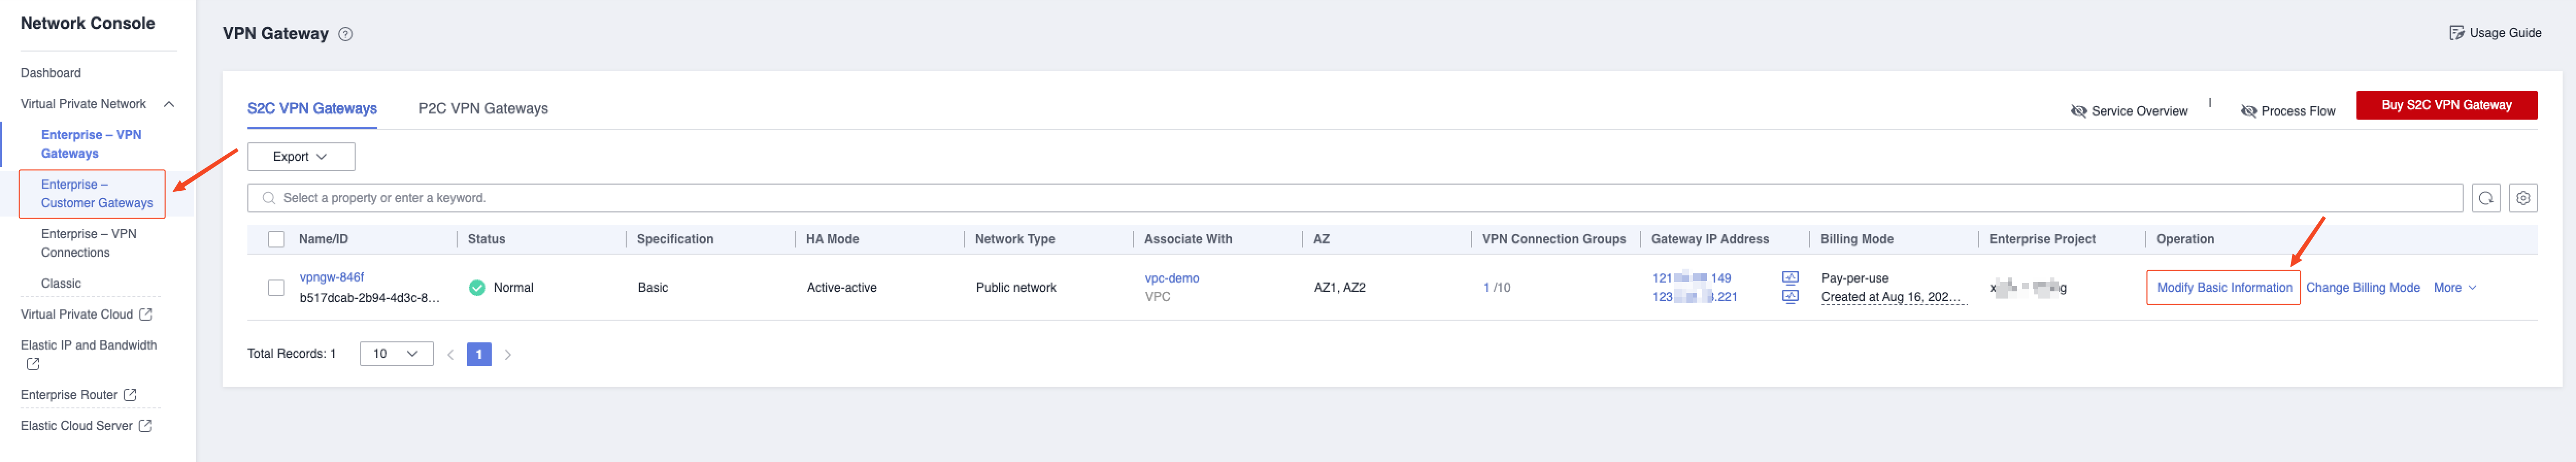 Network Console
Dashboard
Virtual Private Network
Enterprise – VPN
Gateways
Enterprise –
Customer Gateways
Enterprise – VPN
Connections
Classic
Virtual Private Cloud
Elastic IP and Bandwidth
Enterprise Router
Elastic Cloud Server
VPN Gateway
Usage Guide
S2C VPN Gateways P2C VPN Gateways
Service Overview Process Flow Buy S2C VPN Gateway
Export
Select a property or enter a keyword.
Name/ID Status Specification HA Mode Network Type Associate With AZ VPN Connection Groups Gateway IP Address Billing Mode Enterprise Project Operation
vpngw-846f
b517dcab-2b94-4d3c-8...
Normal
Basic
Active-active
Public network
vpc-demo
VPC
AZ1, AZ2
1 /10
121 149
123 .221
Pay-per-use
Created at Aug 16, 202...
Modify Basic Information Change Billing Mode More
Total Records: 1 10 1